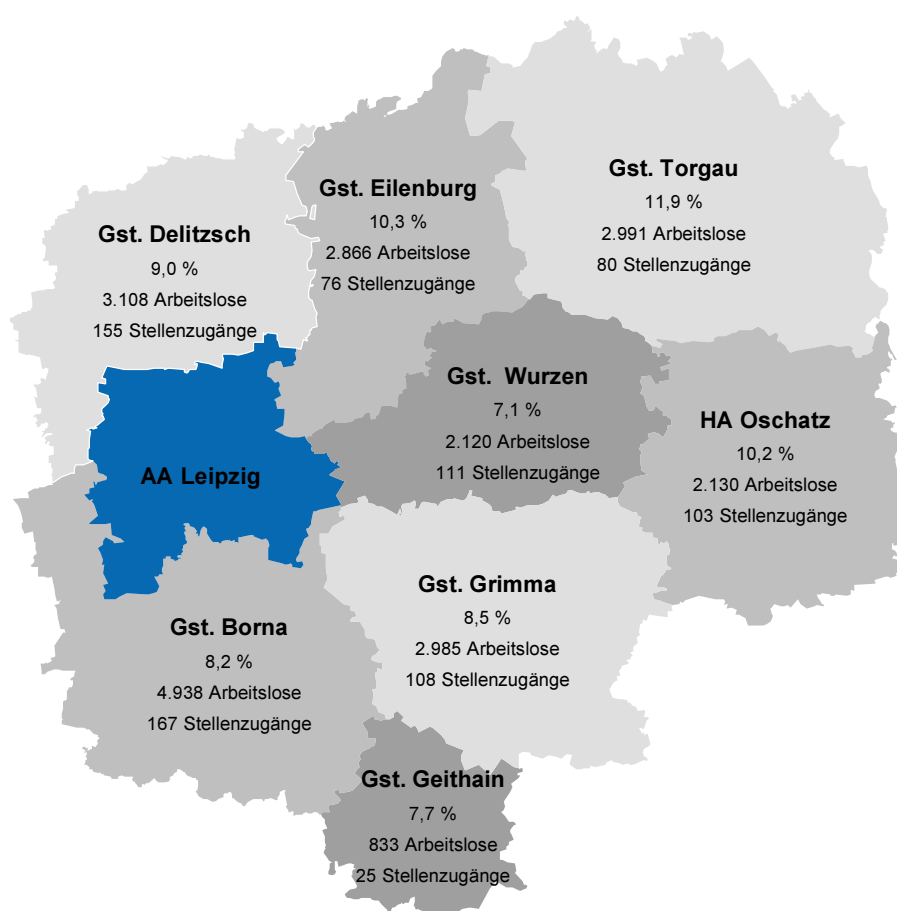 Gst. Torgau
11,9 %
2.991 Arbeitslose
80 Stellenzugänge
Gst. Eilenburg
10,3 %
2.866 Arbeitslose
76 Stellenzugänge
Gst. Delitzsch
9,0 %
3.108 Arbeitslose
155 Stellenzugänge
Gst. Wurzen
7,1 %
2.120 Arbeitslose
111 Stellenzugänge
HA Oschatz
10,2 %
2.130 Arbeitslose
103 Stellenzugänge
AA Leipzig
Gst. Grimma
8,5 %
2.985 Arbeitslose
108 Stellenzugänge
Gst. Borna
8,2 %
4.938 Arbeitslose
167 Stellenzugänge
Gst. Geithain
7,7 %
833 Arbeitslose
25 Stellenzugänge